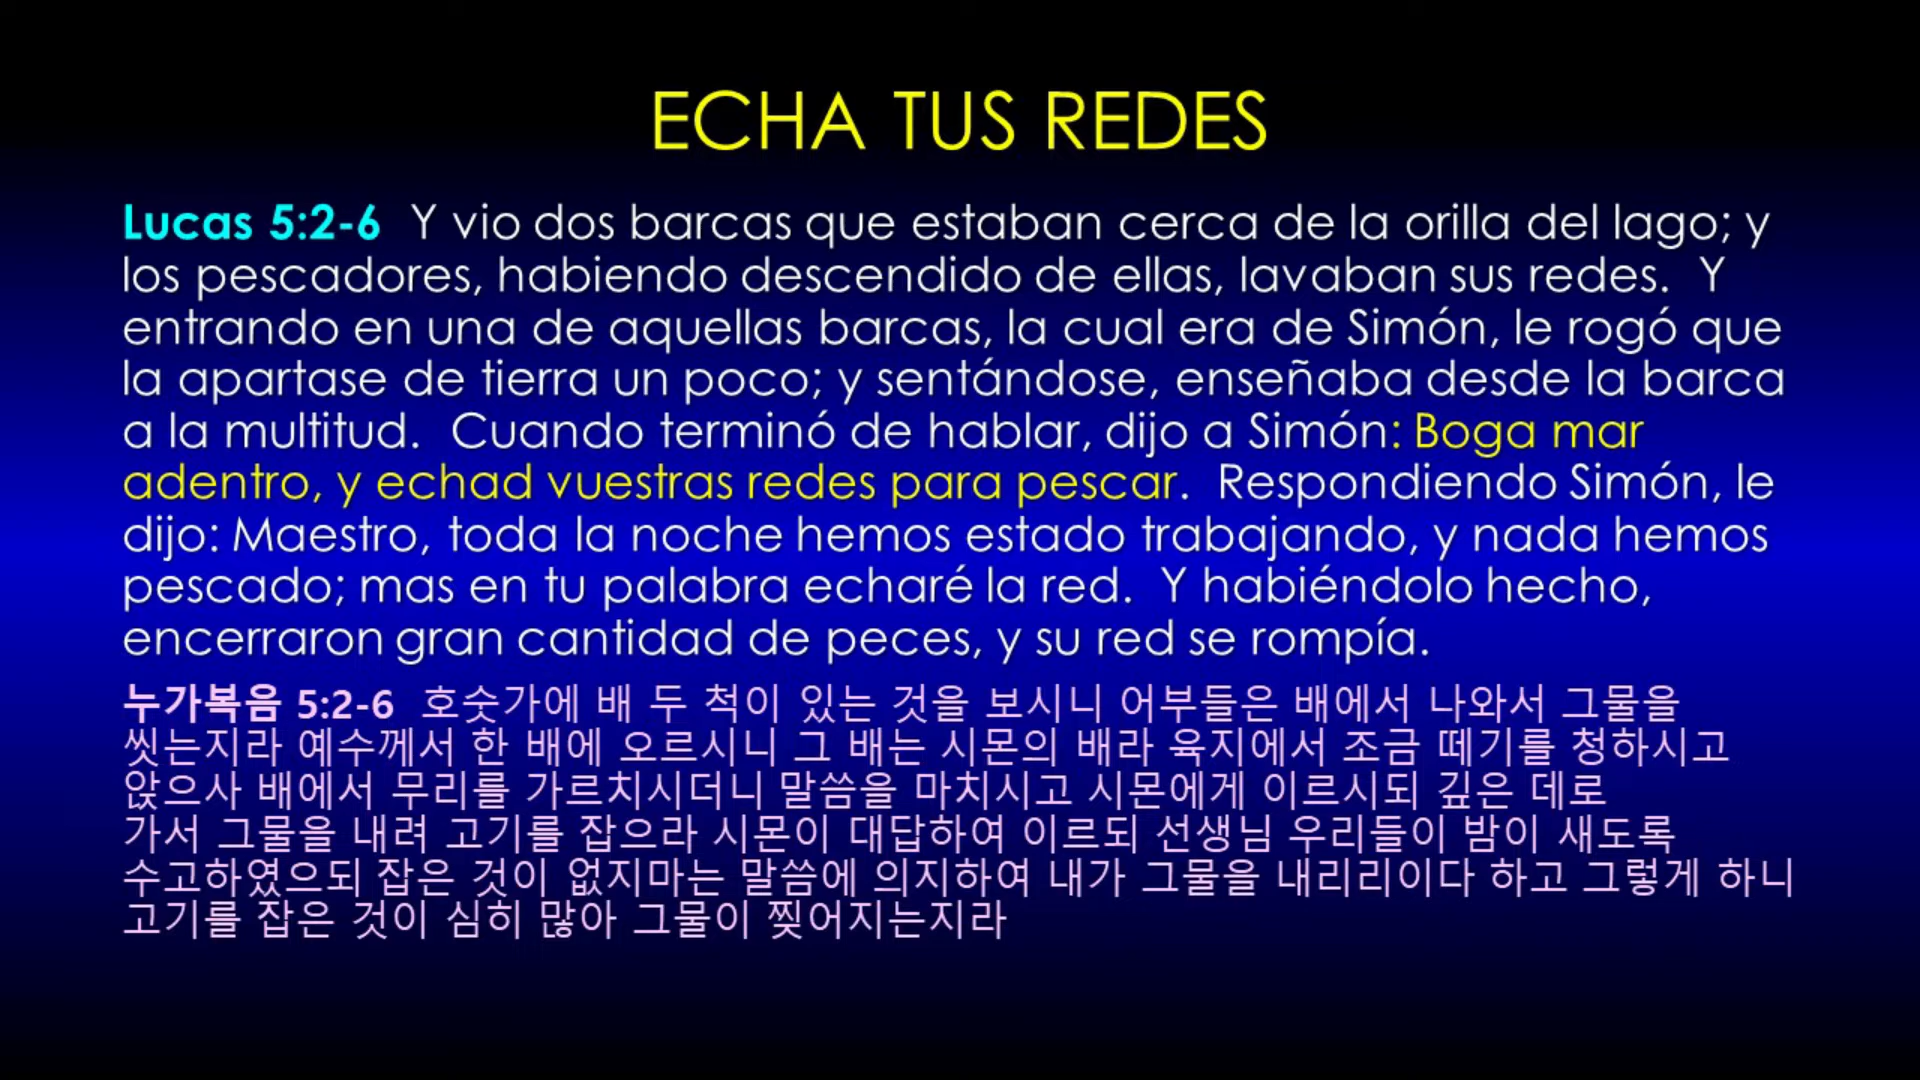 ECHA TUS REDES
Lucas 5:2-6 Y vio dos barcas que estaban cerca de la orilla del lago; y
los pescadores, habiendo descendido de ellas, lavaban sus redes. Y
entrando en una de aquellas barcas, la cual era de Simón, le rogó que
la apartase de tierra un poco; y sentándose, enseñaba desde la barca
a la multitud. Cuando terminó de hablar, dijo a Simón: Boga mar
adentro, y echad vuestras redes para pescar. Respondiendo Simón, le
dijo: Maestro, toda la noche hemos estado trabajando, y nada hemos
pescado; mas en tu palabra echaré la red. Y habiéndolo hecho,
encerraron gran cantidad de peces, y su red se rompía.
누가복음 5:2-6 호숫가에 배 두 척이 있는 것을 보시니 어부들은 배에서 나와서 그물을
씻는지라 예수께서 한 배에 오르시니 그 배는 시몬의 배라 육지에서 조금 떼기를 청하시고
앉으사 배에서 무리를 가르치시더니 말씀을 마치시고 시몬에게 이르시되 깊은 데로
가서 그물을 내려 고기를 잡으라 시몬이 대답하여 이르되 선생님 우리들이 밤이 새도록
수고하였으되 잡은 것이 없지마는 말씀에 의지하여 내가 그물을 내리리이다 하고 그렇게 하니
고기를 잡은 것이 심히 많아 그물이 찢어지는지라